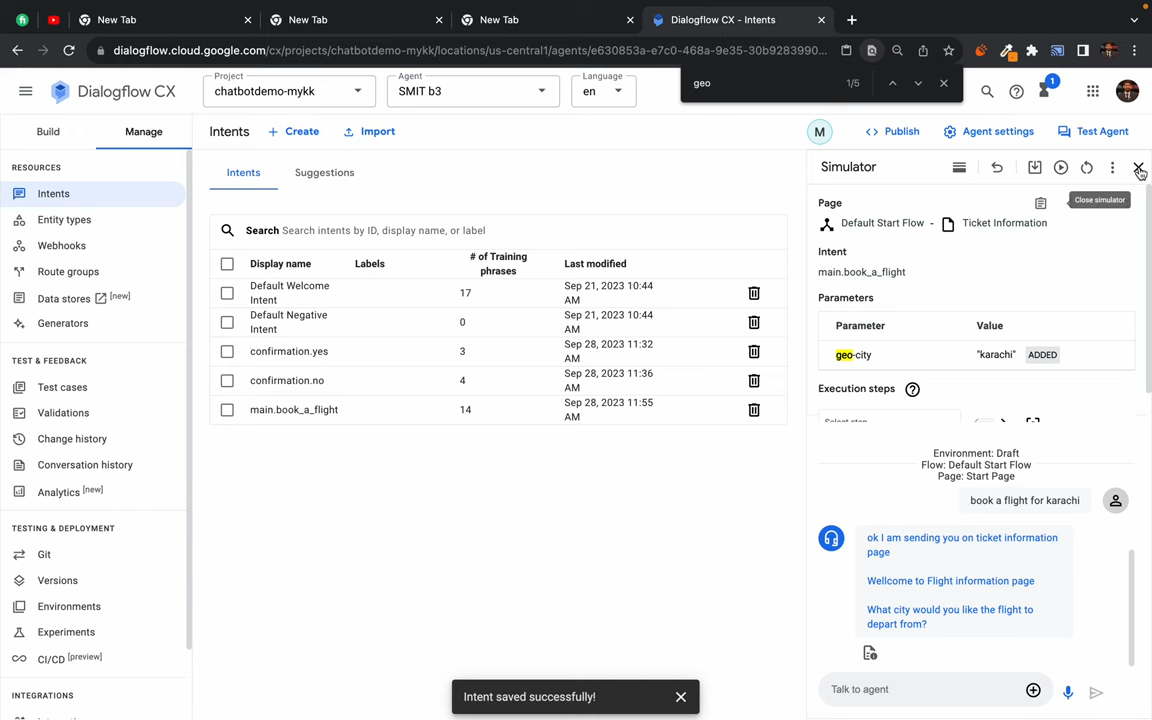 New Tab
New Tab
New Tab
Dialogflow CX - Intents
dialogflow.cloud.google.com/cx/projects/chatbotdemo-mykk/locations/us-central1/agents/e630853a-e7c0-468a-9e35-30b9283990...
geo
1/5
Dialogflow CX
Project
chatbotdemo-mykk
Agent
SMIT b3
Language
en
1
Build
Manage
Intents
Create
Import
M
Publish
Agent settings
Test Agent
RESOURCES
Intents
Entity types
Webhooks
Route groups
Data stores [new]
Generators
TEST & FEEDBACK
Test cases
Validations
Change history
Conversation history
Analytics [new]
TESTING & DEPLOYMENT
Git
Versions
Environments
Experiments
CI/CD [preview]
INTEGRATIONS
Intents
Suggestions
Search Search intents by ID, display name, or label
Display name
Labels
# of Training
phrases
Last modified
Default Welcome
Intent
17
Sep 21, 2023 10:44
AM
Default Negative
Intent
0
Sep 21, 2023 10:44
AM
confirmation.yes
3
Sep 28, 2023 11:32
AM
confirmation.no
4
Sep 28, 2023 11:36
AM
main.book_a_flight
14
Sep 28, 2023 11:55
AM
Intent saved successfully!
Simulator
Close simulator
Page
Default Start Flow - Ticket Information
Intent
main.book_a_flight
Parameters
Parameter
Value
geo-city
"karachi" ADDED
Execution steps
Select step
Environment: Draft
Flow: Default Start Flow
Page: Start Page
book a flight for karachi
ok I am sending you on ticket information
page
Wellcome to Flight information page
What city would you like the flight to
depart from?
Talk to agent